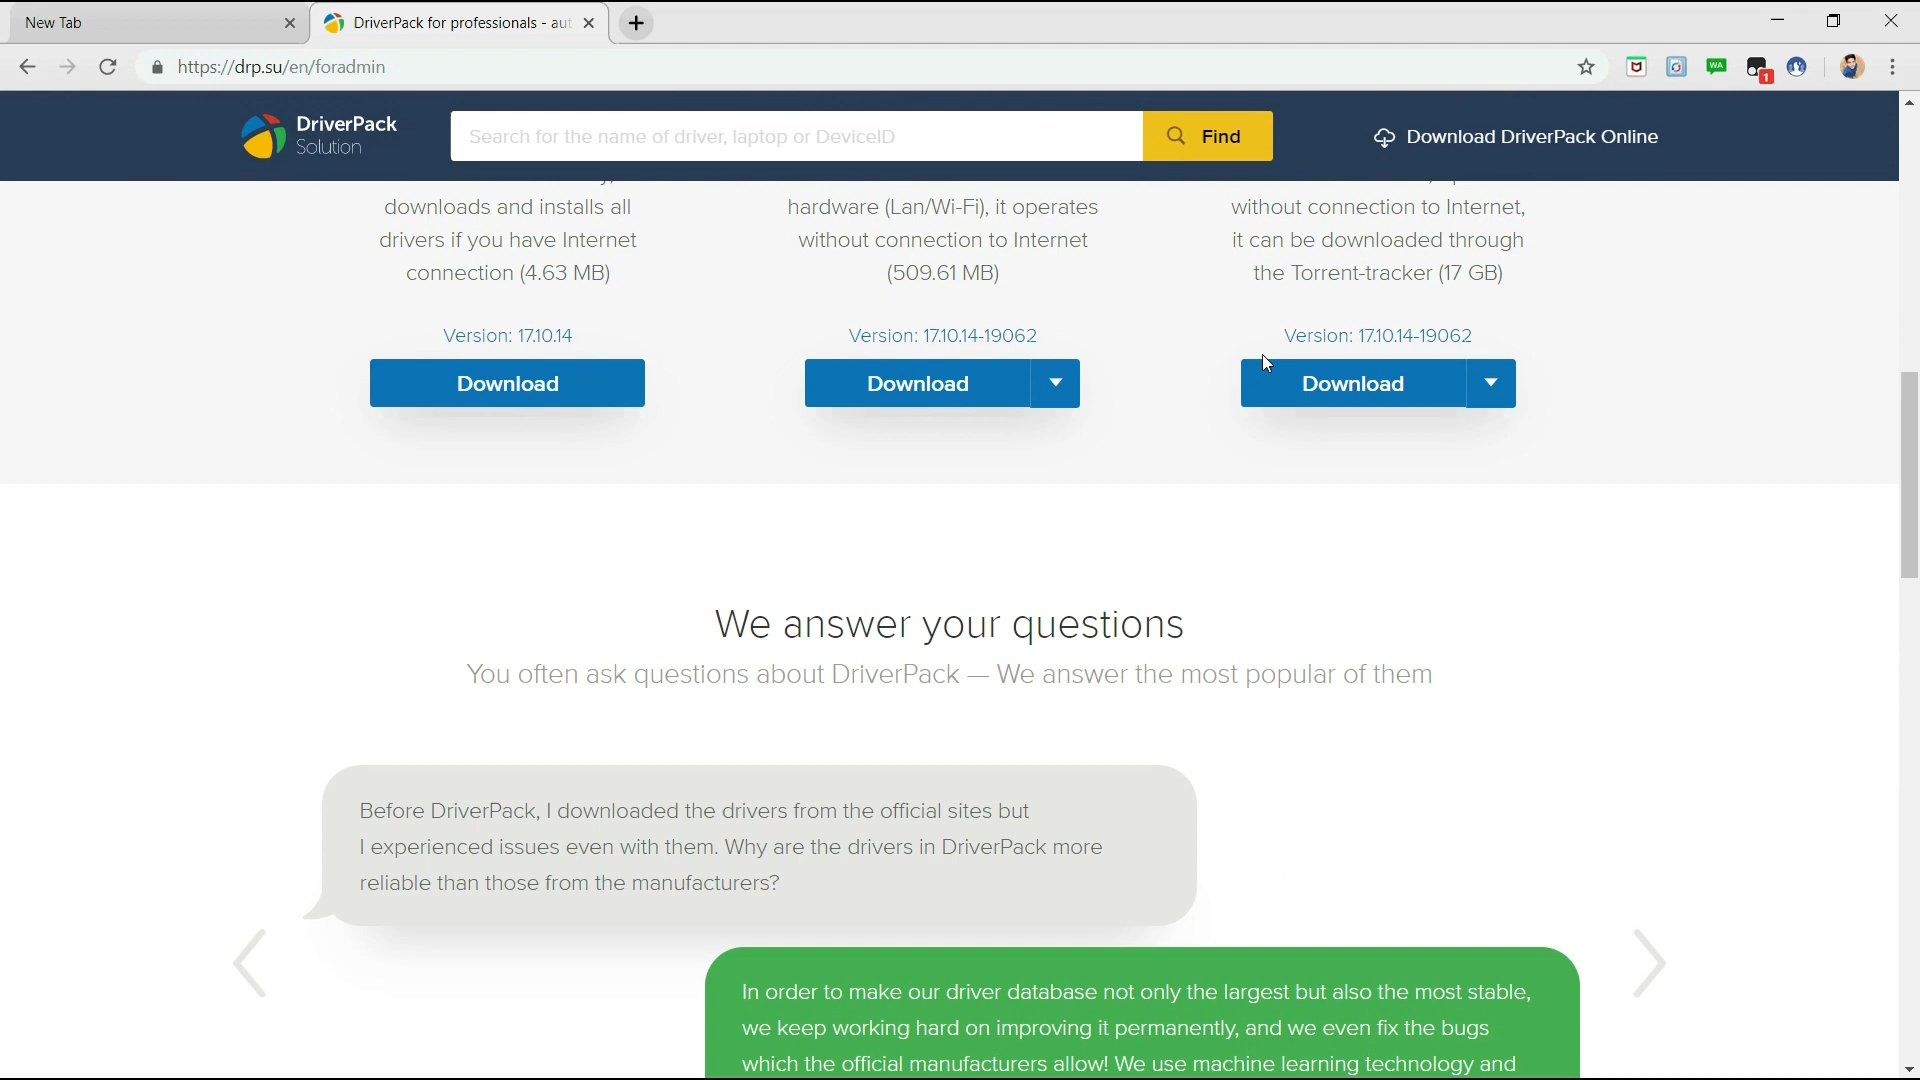 New Tab
DriverPack for professionals - aut
https://drp.su/en/foradmin
WA
1
DriverPack
Solution
Search for the name of driver, laptop or DeviceID
Find
Download DriverPack Online
downloads and installs all
drivers if you have Internet
connection (4.63 MB)
Version: 17.10.14
Download
hardware (Lan/Wi-Fi), it operates
without connection to Internet
(509.61 MB)
Version: 17.10.14-19062
Download
without connection to Internet,
it can be downloaded through
the Torrent-tracker (17 GB)
Version: 17.10.14-19062
Download
We answer your questions
You often ask questions about DriverPack — We answer the most popular of them
Before DriverPack, I downloaded the drivers from the official sites but
I experienced issues even with them. Why are the drivers in DriverPack more
reliable than those from the manufacturers?
In order to make our driver database not only the largest but also the most stable,
we keep working hard on improving it permanently, and we even fix the bugs
which the official manufacturers allow! We use machine learning technology and